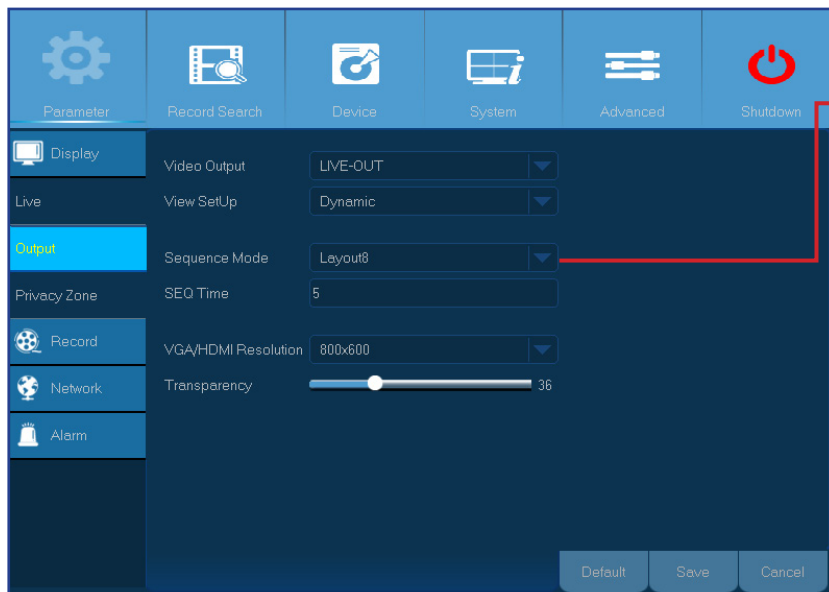 Parameter
Record Search
Device
System
Advanced
Shutdown
Display
Live
Output
Privacy Zone
Record
Network
Alarm
Video Output LIVE-OUT
View SetUp Dynamic
Sequence Mode Layout8
SEQ Time 5
VGA/HDMI Resolution 800x600
Transparency 36
Default
Save
Cancel